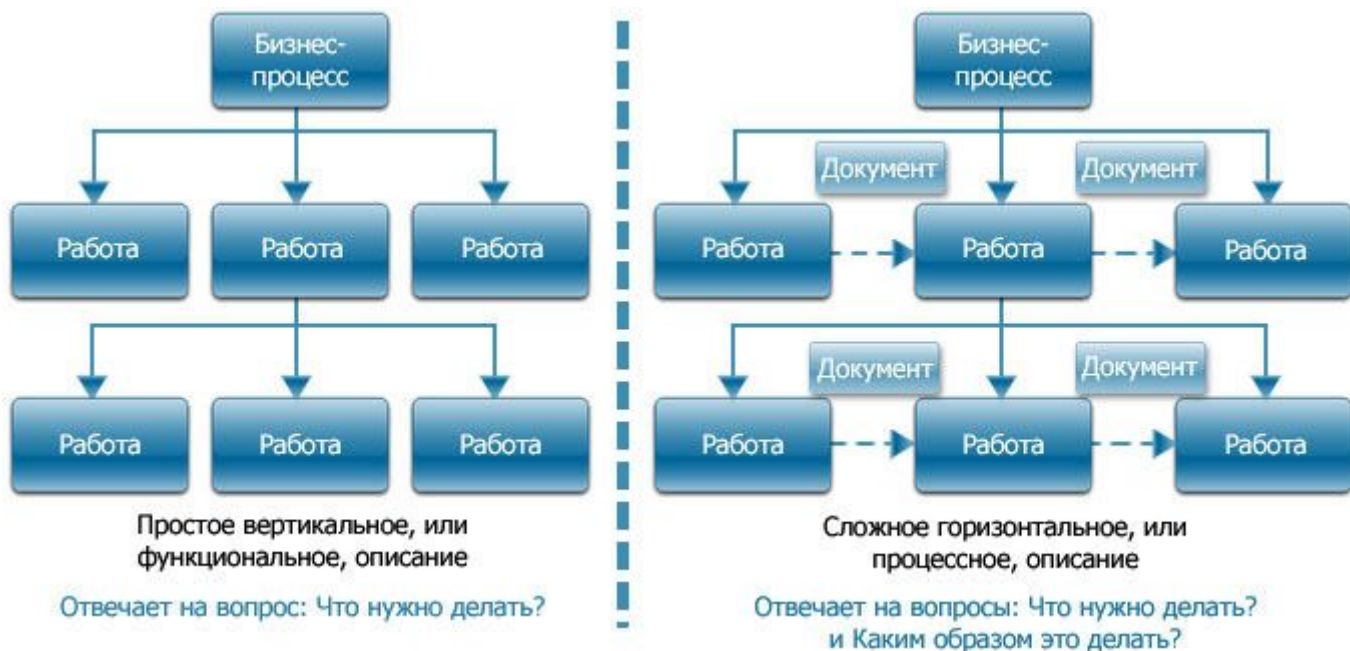 Бизнес-
процесс
Работа
Работа
Работа
Работа
Работа
Работа
Простое вертикальное, или
функциональное, описание
Отвечает на вопрос: Что нужно делать?
Бизнес-
процесс
Документ
Документ
Работа
Работа
Работа
Документ
Документ
Работа
Работа
Работа
Сложное горизонтальное, или
процессное, описание
Отвечает на вопросы: Что нужно делать?
и Каким образом это делать?